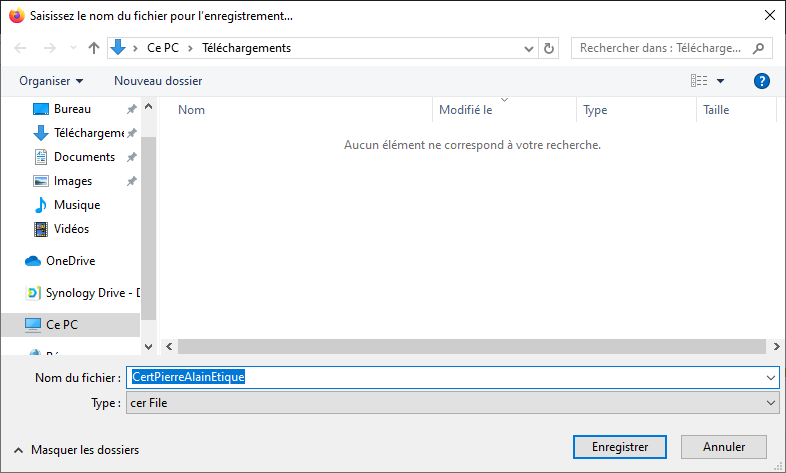 Saisissez le nom du fichier pour l'enregistrement...
Ce PC > Téléchargements
Rechercher dans : Télécharge...
Organiser
Nouveau dossier
?
Nom
Modifié le
Type
Taille
Bureau
Téléchargeme
Documents
Images
Musique
Vidéos
OneDrive
Synology Drive - D
Ce PC
Aucun élément ne correspond à votre recherche.
Nom du fichier :
CertPierreAlainEtique
Type :
cer File
Masquer les dossiers
Enregistrer
Annuler